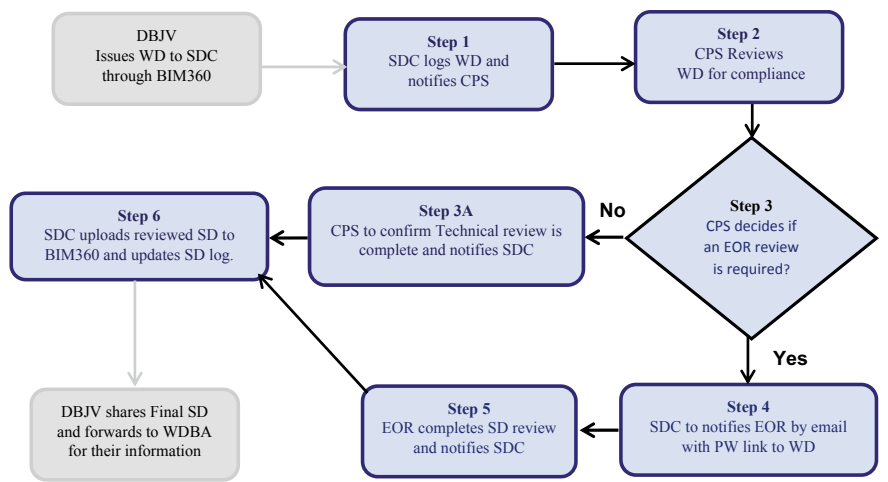 DBJV
Issues WD to SDC
through BIM360
Step 1
SDC logs WD and
notifies CPS
Step 2
CPS Reviews
WD for compliance
Step 3
CPS decides if
an EOR review
is required?
No
Step 3A
CPS to confirm Technical review is
complete and notifies SDC
Step 6
SDC uploads reviewed SD to
BIM360 and updates SD log.
Yes
Step 4
SDC to notifies EOR by email
with PW link to WD
Step 5
EOR completes SD review
and notifies SDC
DBJV shares Final SD
and forwards to WDBA
for their information